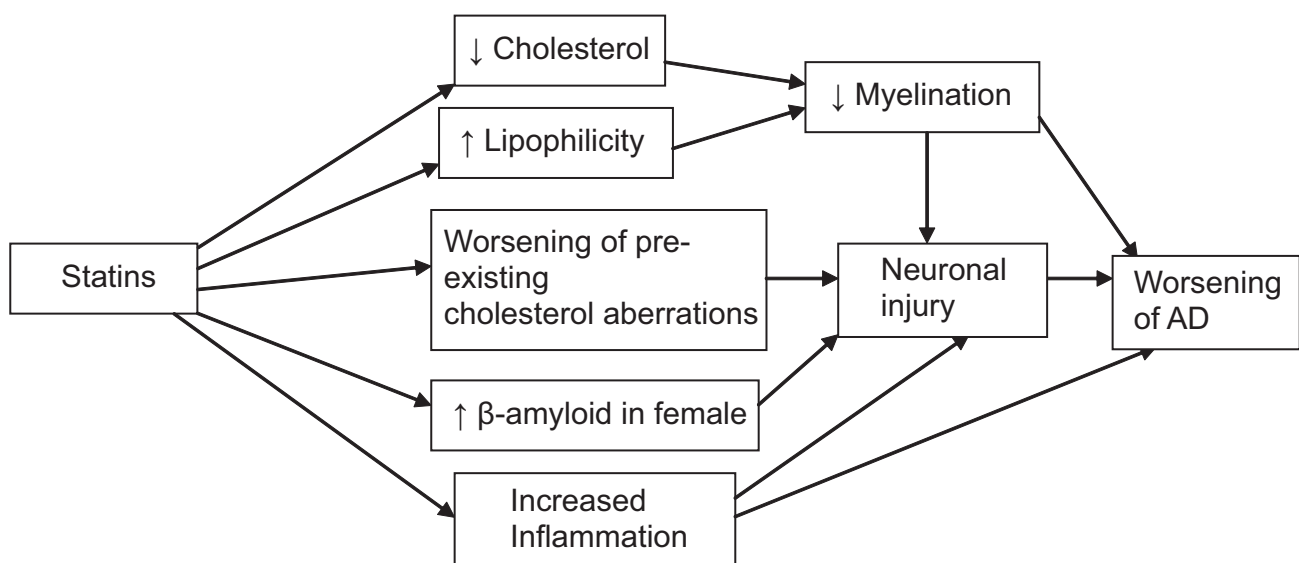 ↓ Cholesterol
↓ Myelination
↑ Lipophilicity
Statins
Worsening of pre-
existing
cholesterol aberrations
Neuronal
injury
Worsening
of AD
↑ β-amyloid in female
Increased
Inflammation